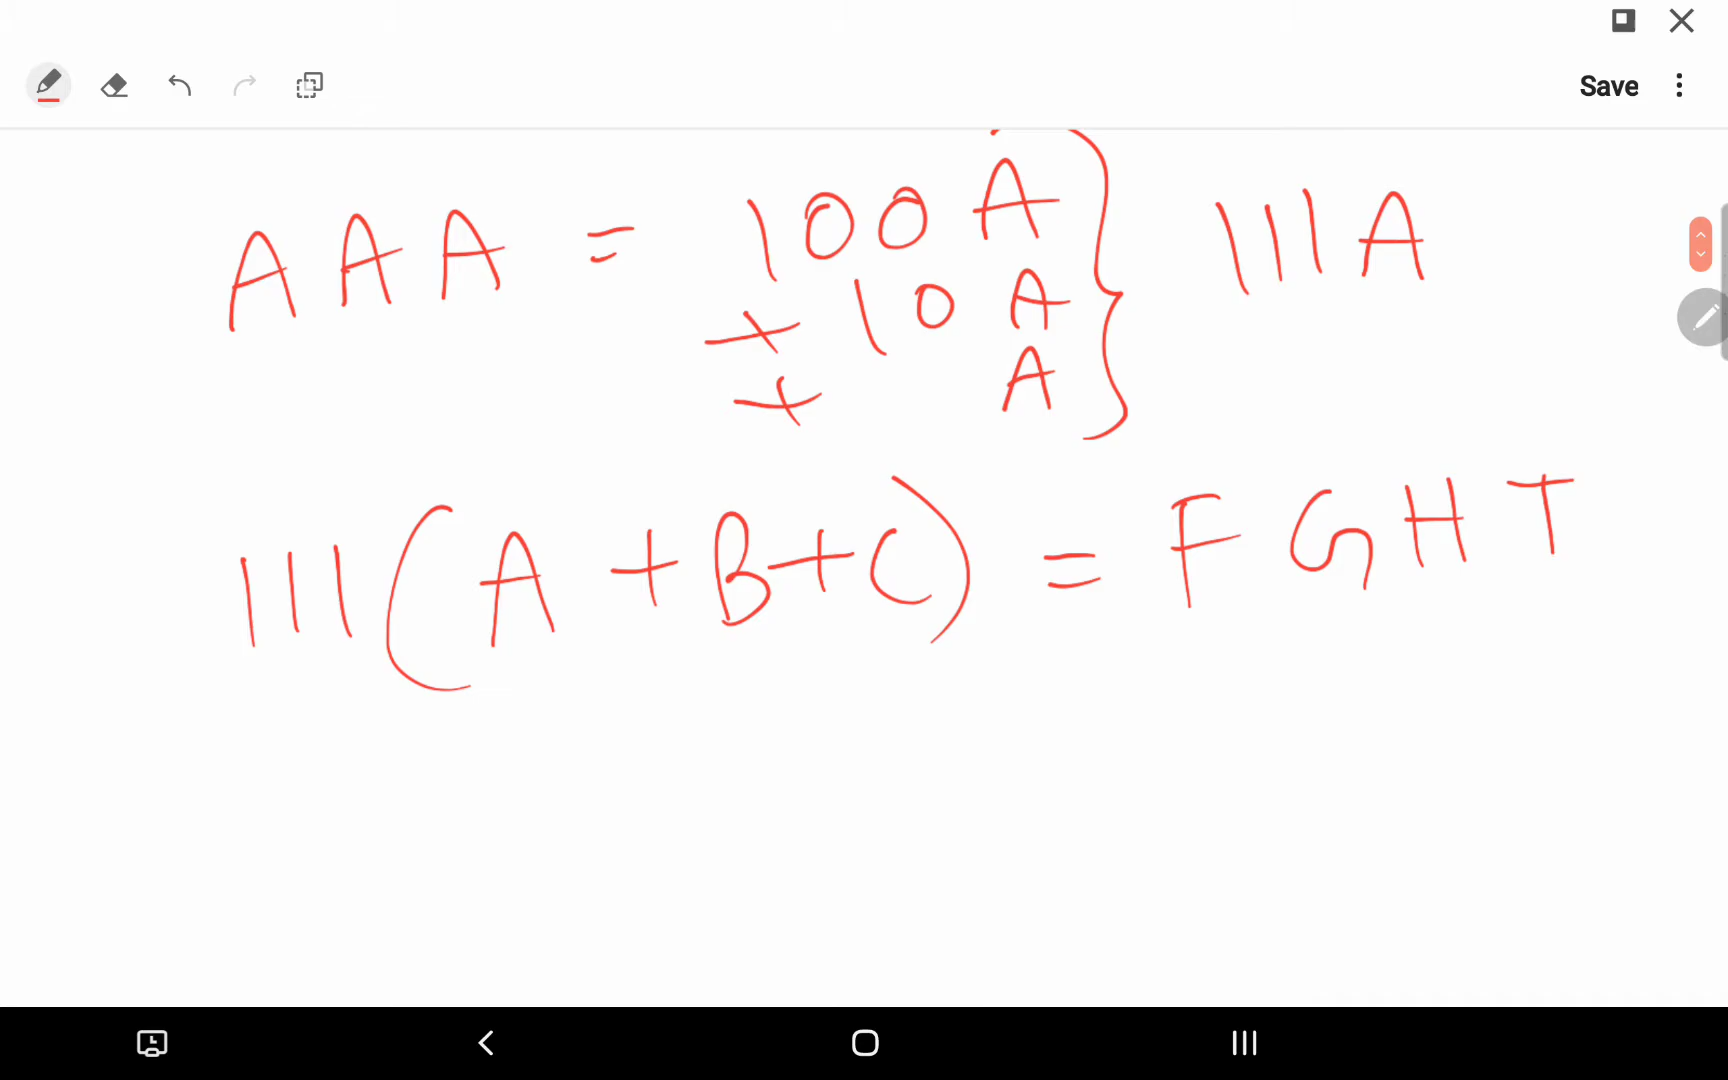 Save
AAA = 100A
+ 10A
+ A
111A
111(A+B+C) = FGHT